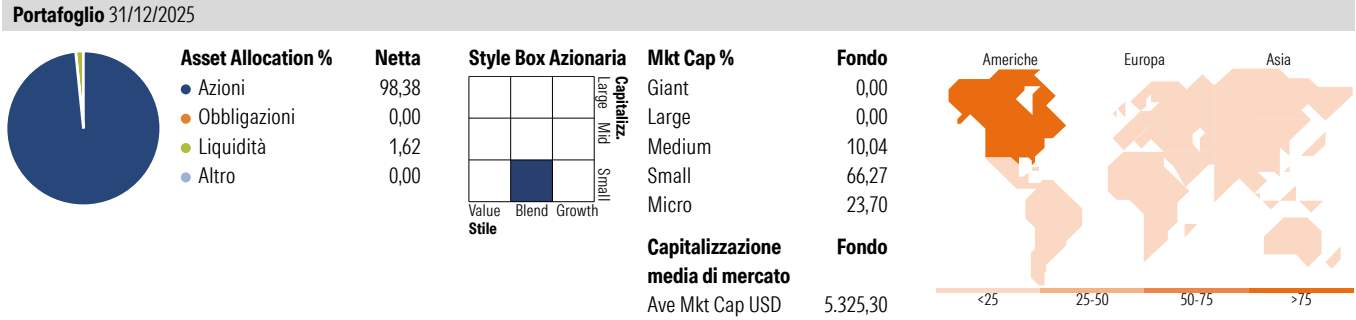 Portafoglio 31/12/2025
Asset Allocation % Netta
Azioni 98,38
Obbligazioni 0,00
Liquidità 1,62
Altro 0,00
Style Box Azionaria
Capitalizz.
Large Mid Small
Value Blend Growth
Stile
Mkt Cap % Fondo
Giant 0,00
Large 0,00
Medium 10,04
Small 66,27
Micro 23,70
Capitalizzazione media di mercato Fondo
Ave Mkt Cap USD 5.325,30
Americhe Europa Asia
<25 25-50 50-75 >75